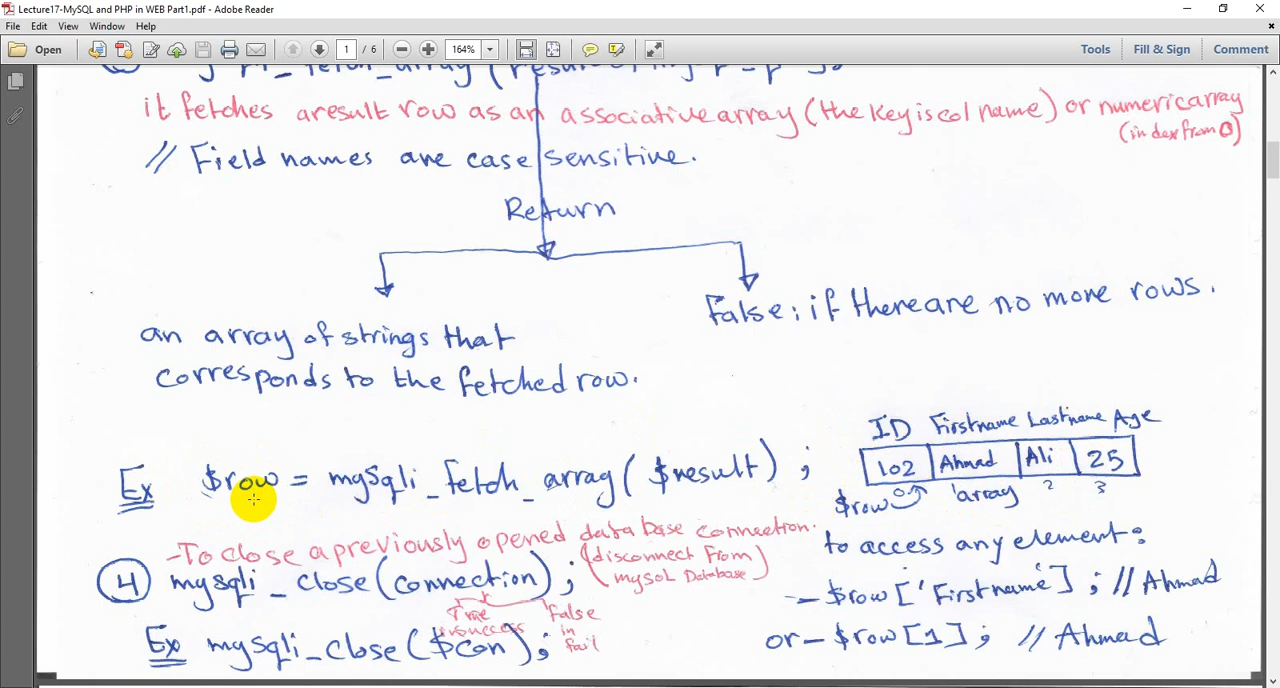 Lecture17-MySQL and PHP in WEB Part1.pdf - Adobe Reader
File Edit View Window Help
Open 1 / 6 164% Tools Fill & Sign Comment
it fetches a result row as an associative array (the key is col name) or numeric array
(index from 0)
// Field names are case sensitive.
Return
False: if there are no more rows.
an array of strings that
corresponds to the fetched row.
ID Firstname Lastname Age
102 Ahmad Ali 25
$row 0 1 array 2 3
Ex $row = mysqli_fetch_array($result);
to access any element:
- $row['Firstname']; // Ahmad
or - $row[1]; // Ahmad
- To close a previously opened database connection.
(disconnect from
mysql Database)
4 mysqli_close(connection);
True False
success in
fail
Ex mysqli_close($con);